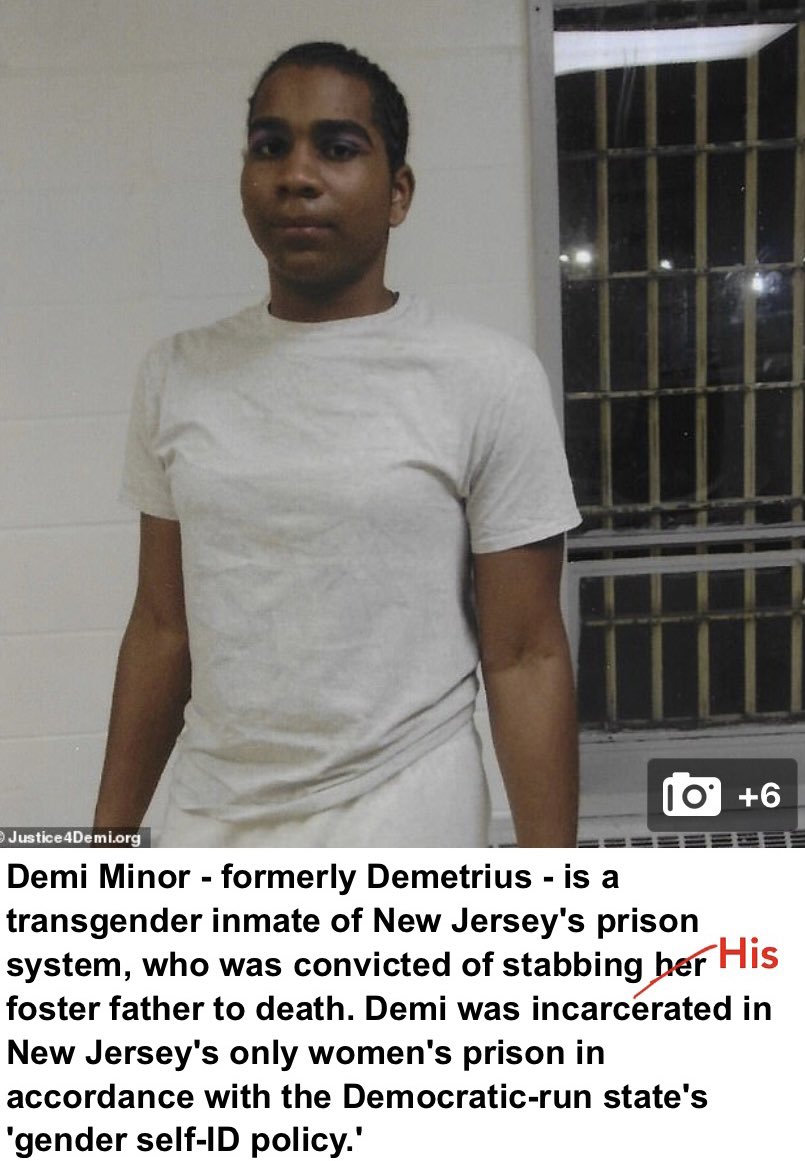 © Justice4Demi.org
+6
Demi Minor - formerly Demetrius - is a
transgender inmate of New Jersey's prison
system, who was convicted of stabbing her His
foster father to death. Demi was incarcerated in
New Jersey's only women's prison in
accordance with the Democratic-run state's
'gender self-ID policy.'